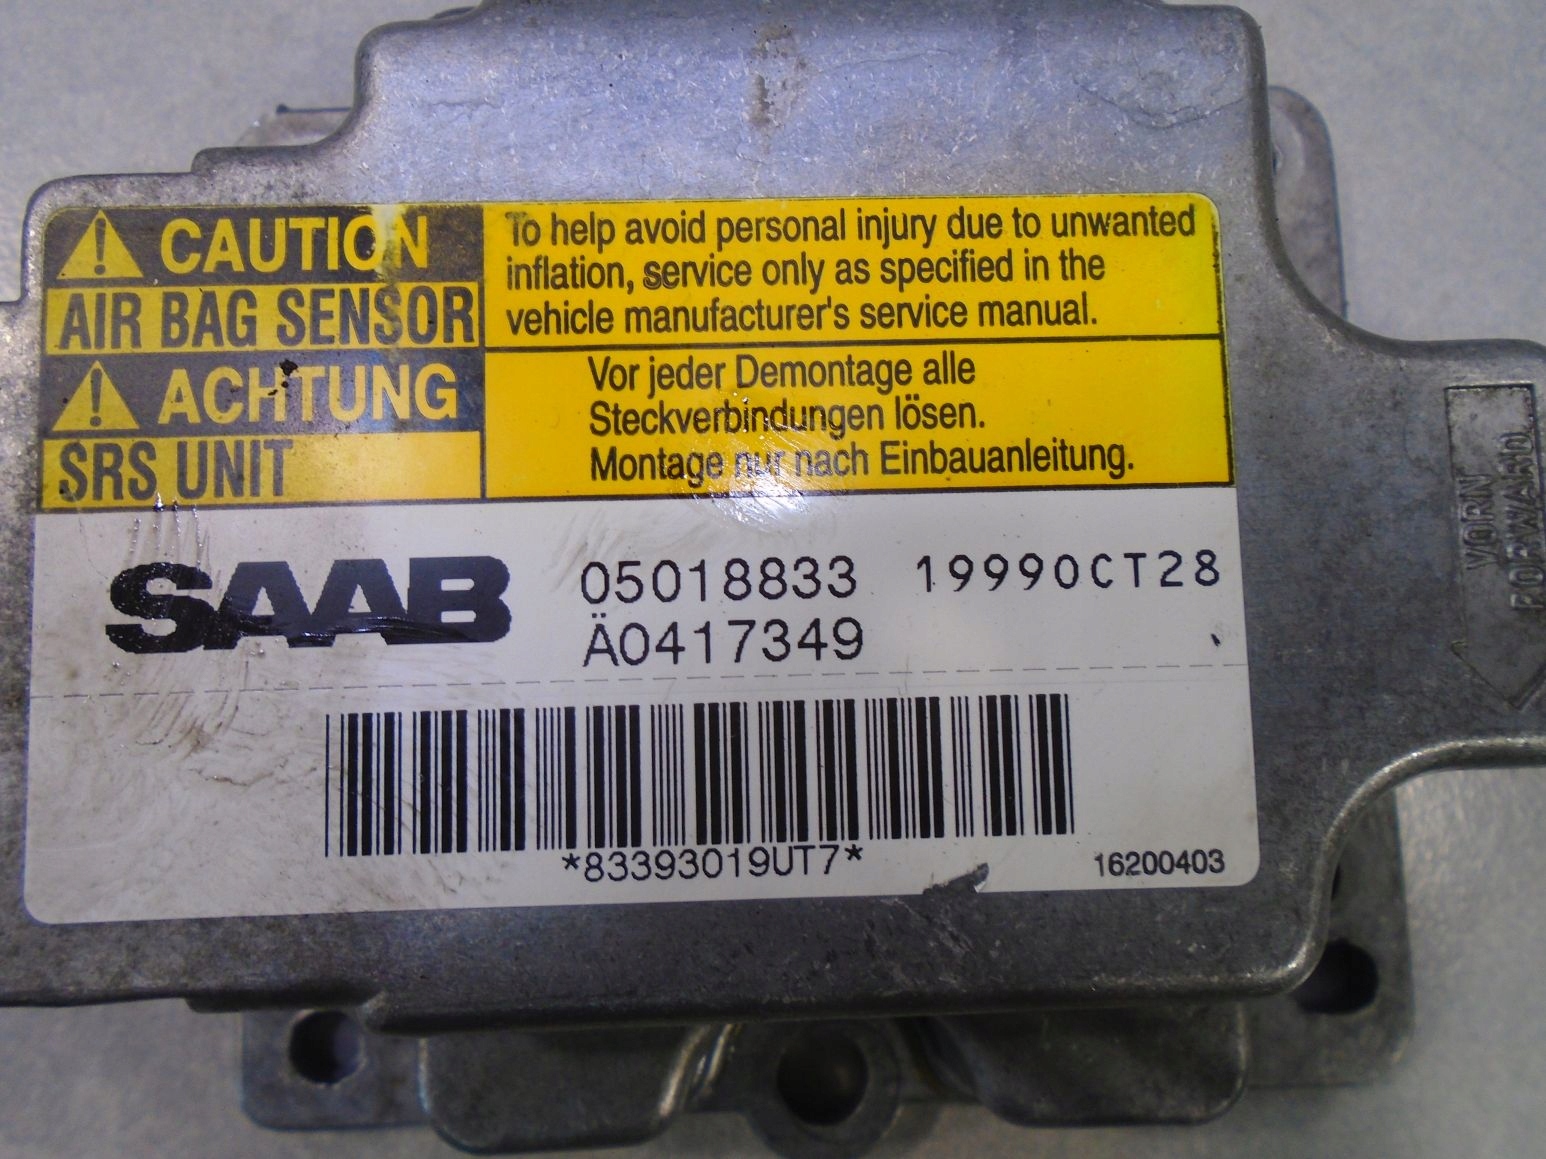 CAUTION
AIR BAG SENSOR
ACHTUNG
SRS UNIT
To help avoid personal injury due to unwanted
inflation, service only as specified in the
vehicle manufacturer's service manual.
Vor jeder Demontage alle
Steckverbindungen lösen.
Montage nur nach Einbauanleitung.
SAAB
05018833 1999OCT28
Ä0417349
*83393019UT7*
16200403
VORN
FORWARD